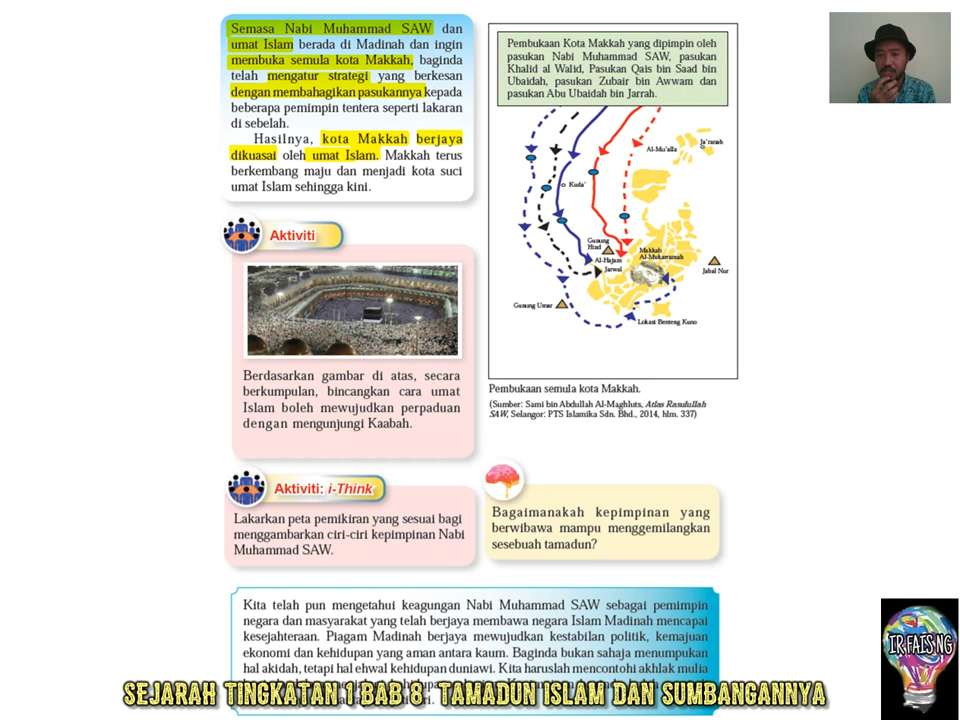 Semasa Nabi Muhammad SAW dan
umat Islam berada di Madinah dan ingin
membuka semula kota Makkah, baginda
telah mengatur strategi yang berkesan
dengan membahagikan pasukannya kepada
beberapa pemimpin tentera seperti lakaran
di sebelah.
Hasilnya, kota Makkah berjaya
dikuasai oleh umat Islam. Makkah terus
berkembang maju dan menjadi kota suci
umat Islam sehingga kini.
Aktiviti
Berdasarkan gambar di atas, secara
berkumpulan, bincangkan cara umat
Islam boleh mewujudkan perpaduan
dengan mengunjungi Kaabah.
Aktiviti: i-Think
Lakarkan peta pemikiran yang sesuai bagi
menggambarkan ciri-ciri kepimpinan Nabi
Muhammad SAW.
Pembukaan Kota Makkah yang dipimpin oleh
pasukan Nabi Muhammad SAW, pasukan
Khalid al Walid, Pasukan Qais bin Saad bin
Ubaidah, pasukan Zubair bin Awwam dan
pasukan Abu Ubaidah bin Jarrah.
Al-Mu'alla
Ja'ranah
Kuda'
Gunung
Hind
Al-Hajam
Jarwal
Makkah
Al-Mukarramah
Jabal Nur
Gunung Umar
Lokasi Benteng Kuno
Pembukaan semula kota Makkah.
(Sumber: Sami bin Abdullah Al-Maghluts, Atlas Rasulullah
SAW, Selangor: PTS Islamika Sdn. Bhd., 2014, hlm. 337)
Bagaimanakah kepimpinan yang
berwibawa mampu menggemilangkan
sesebuah tamadun?
Kita telah pun mengetahui keagungan Nabi Muhammad SAW sebagai pemimpin
negara dan masyarakat yang telah berjaya membawa negara Islam Madinah mencapai
kesejahteraan. Piagam Madinah berjaya mewujudkan kestabilan politik, kemajuan
ekonomi dan kehidupan yang aman antara kaum. Baginda bukan sahaja menumpukan
hal akidah, tetapi hal ehwal kehidupan duniawi. Kita haruslah mencontohi akhlak mulia
SEJARAH TINGKATAN 1 BAB 8 TAMADUN ISLAM DAN SUMBANGANNYA
IRFAISNG